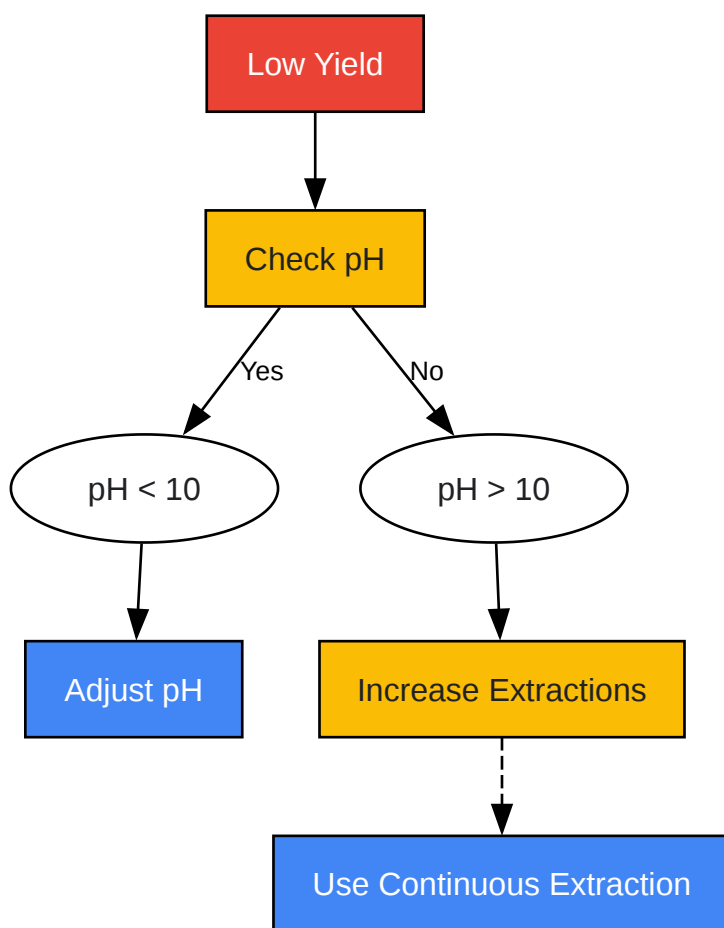 Low Yield
Check pH
Yes
No
pH < 10
pH > 10
Adjust pH
Increase Extractions
Use Continuous Extraction